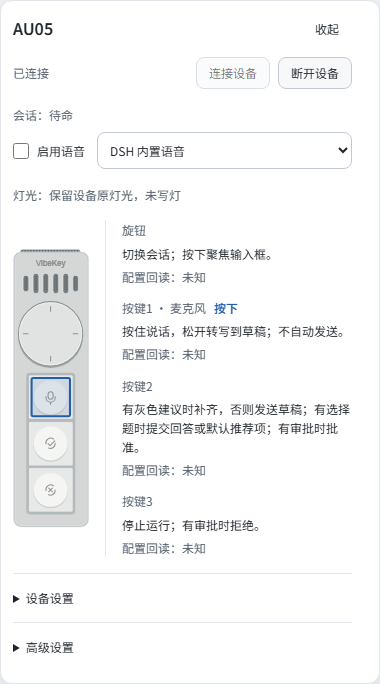 AU05
收起
已连接
连接设备
断开设备
会话：待命
启用语音
DSH 内置语音
灯光：保留设备原灯光，未写灯
VibeKey
旋钮
切换会话；按下聚焦输入框。
配置回读：未知
按键1 · 麦克风 按下
按住说话，松开转写到草稿；不自动发送。
配置回读：未知
按键2
有灰色建议时补齐，否则发送草稿；有选择
题时提交回答或默认推荐项；有审批时批
准。
配置回读：未知
按键3
停止运行；有审批时拒绝。
配置回读：未知
设备设置
高级设置